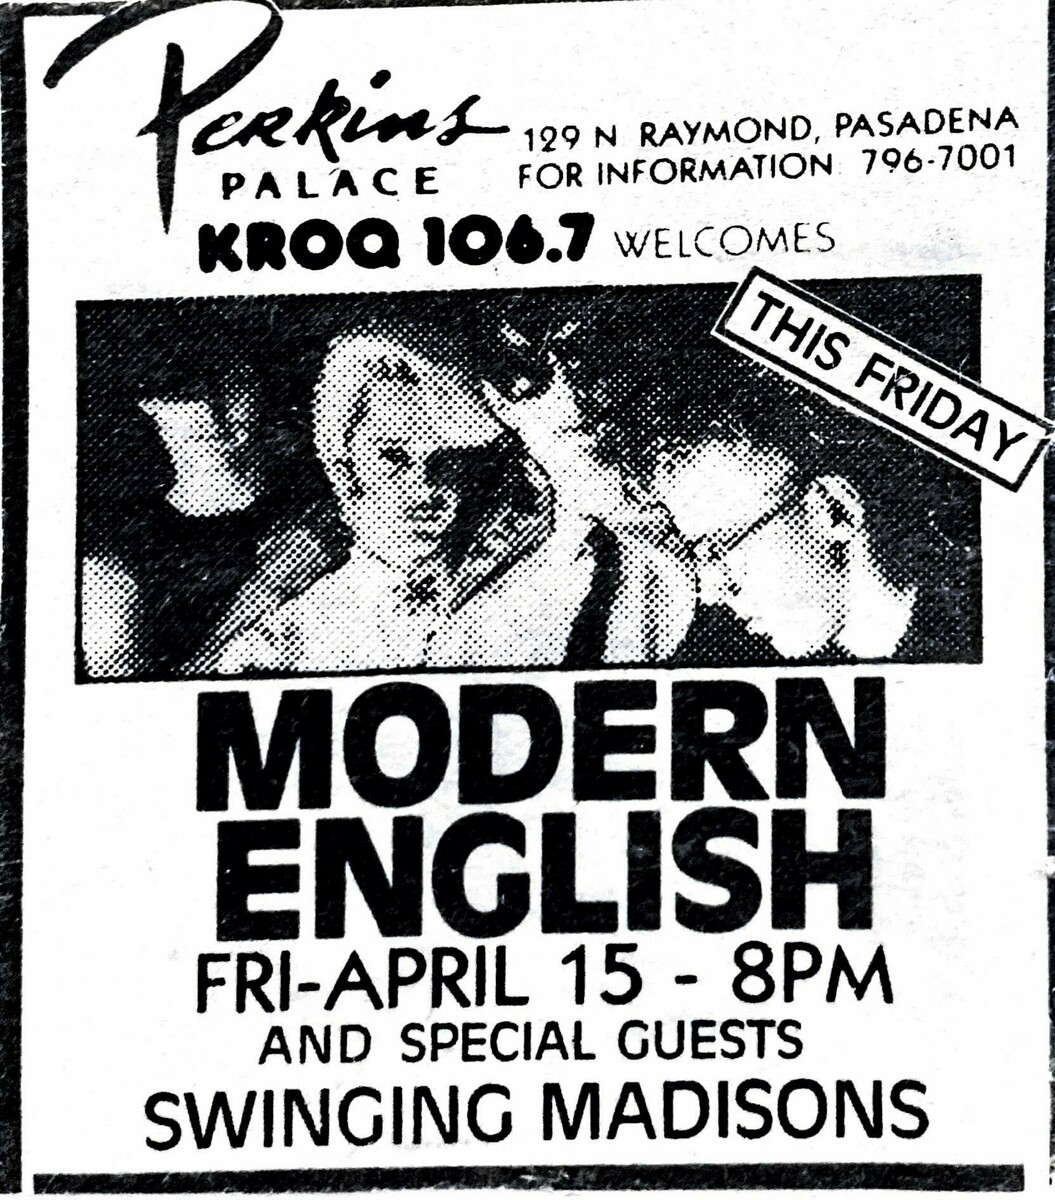 Perkins
PALACE
129 N RAYMOND, PASADENA
FOR INFORMATION 796-7001
KROQ 106.7 WELCOMES
THIS FRIDAY
MODERN
ENGLISH
FRI-APRIL 15 - 8PM
AND SPECIAL GUESTS
SWINGING MADISONS